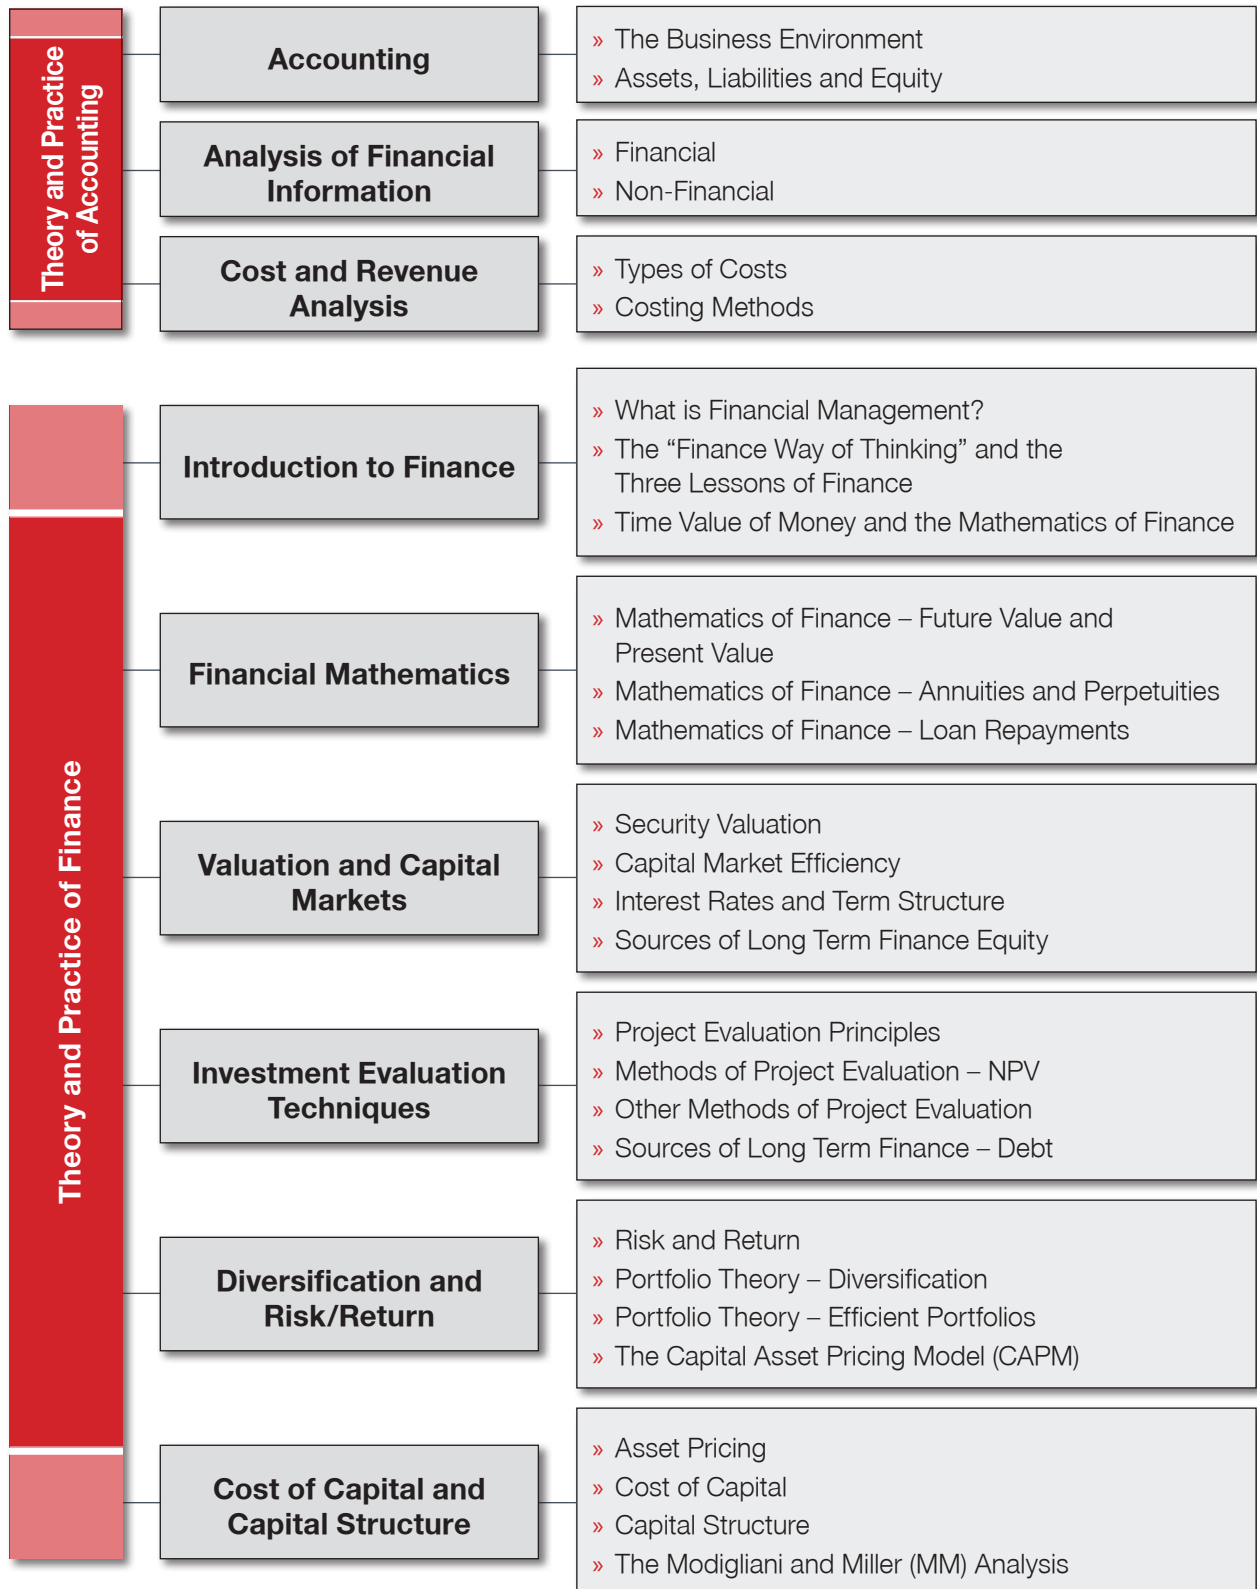 Theory and Practice
of Accounting
Accounting
» The Business Environment
» Assets, Liabilities and Equity
Analysis of Financial
Information
» Financial
» Non-Financial
Cost and Revenue
Analysis
» Types of Costs
» Costing Methods
Theory and Practice of Finance
Introduction to Finance
» What is Financial Management?
» The “Finance Way of Thinking” and the
Three Lessons of Finance
» Time Value of Money and the Mathematics of Finance
Financial Mathematics
» Mathematics of Finance – Future Value and
Present Value
» Mathematics of Finance – Annuities and Perpetuities
» Mathematics of Finance – Loan Repayments
Valuation and Capital
Markets
» Security Valuation
» Capital Market Efficiency
» Interest Rates and Term Structure
» Sources of Long Term Finance Equity
Investment Evaluation
Techniques
» Project Evaluation Principles
» Methods of Project Evaluation – NPV
» Other Methods of Project Evaluation
» Sources of Long Term Finance – Debt
Diversification and
Risk/Return
» Risk and Return
» Portfolio Theory – Diversification
» Portfolio Theory – Efficient Portfolios
» The Capital Asset Pricing Model (CAPM)
Cost of Capital and
Capital Structure
» Asset Pricing
» Cost of Capital
» Capital Structure
» The Modigliani and Miller (MM) Analysis